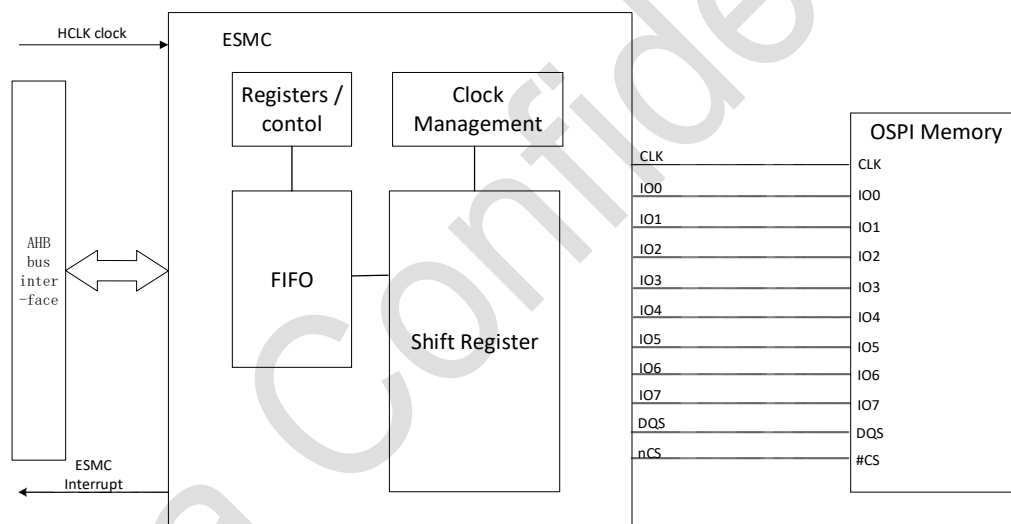 HCLK clock
ESMC
Registers /
contol
Clock
Management
AHB
bus
inter
-face
FIFO
Shift Register
ESMC
Interrupt
CLK
IO0
IO1
IO2
IO3
IO4
IO5
IO6
IO7
DQS
nCS
OSPI Memory
CLK
IO0
IO1
IO2
IO3
IO4
IO5
IO6
IO7
DQS
#CS
a Confide